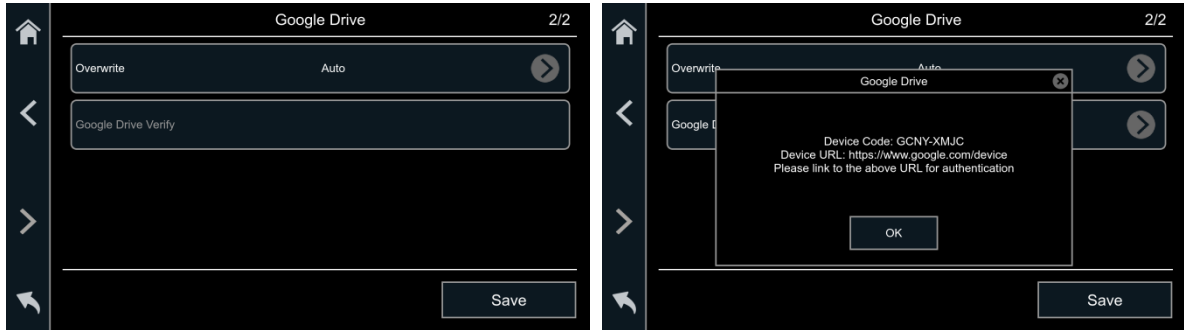 Google Drive 2/2
Overwrite Auto
Google Drive Verify
Save
Google Drive 2/2
Overwrite Auto
Google Drive
Google D
Device Code: GCNY-XMJC
Device URL: https://www.google.com/device
Please link to the above URL for authentication
OK
Save